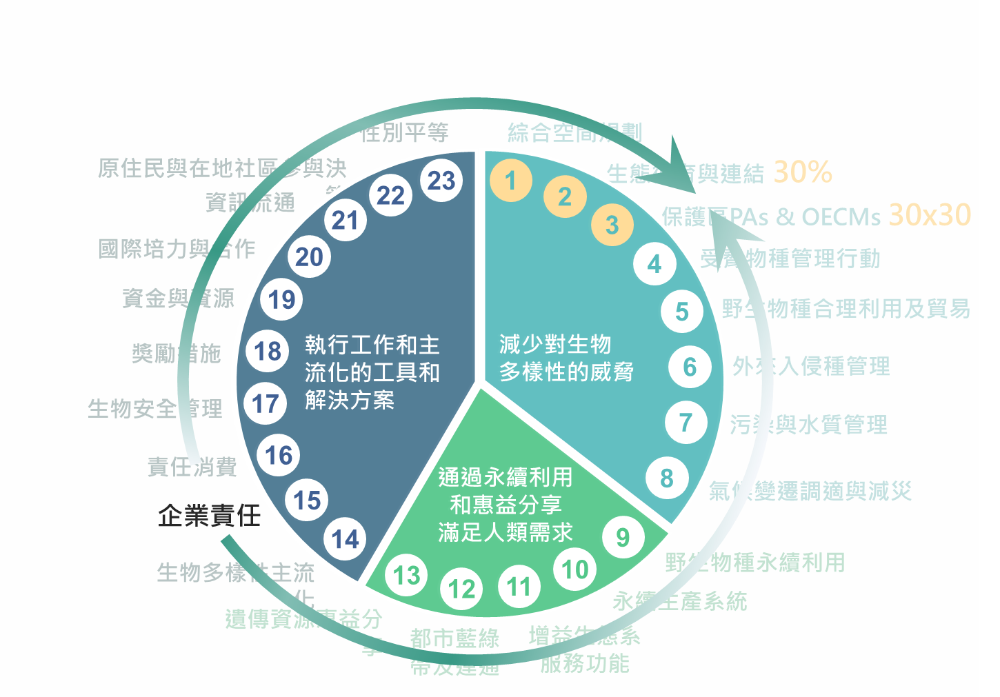 綜合空間規劃
生態復育與連結 30%
保護區PAs & OECMs 30x30
受脅物種管理行動
野生物種合理利用及貿易
外來入侵種管理
污染與水質管理
氣候變遷調適與減災
野生物種永續利用
永續生產系統
增益生態系
服務功能
都市藍綠
帶及連通
遺傳資源惠益分
享
生物多樣性主流
化
企業責任
責任消費
生物安全管理
獎勵措施
資金與資源
國際培力與合作
資訊流通
原住民與在地社區參與決
性別平等
1
2
3
4
5
6
7
8
9
10
11
12
13
14
15
16
17
18
19
20
21
22
23
減少對生物
多樣性的威脅
通過永續利用
和惠益分享
滿足人類需求
執行工作和主
流化的工具和
解決方案